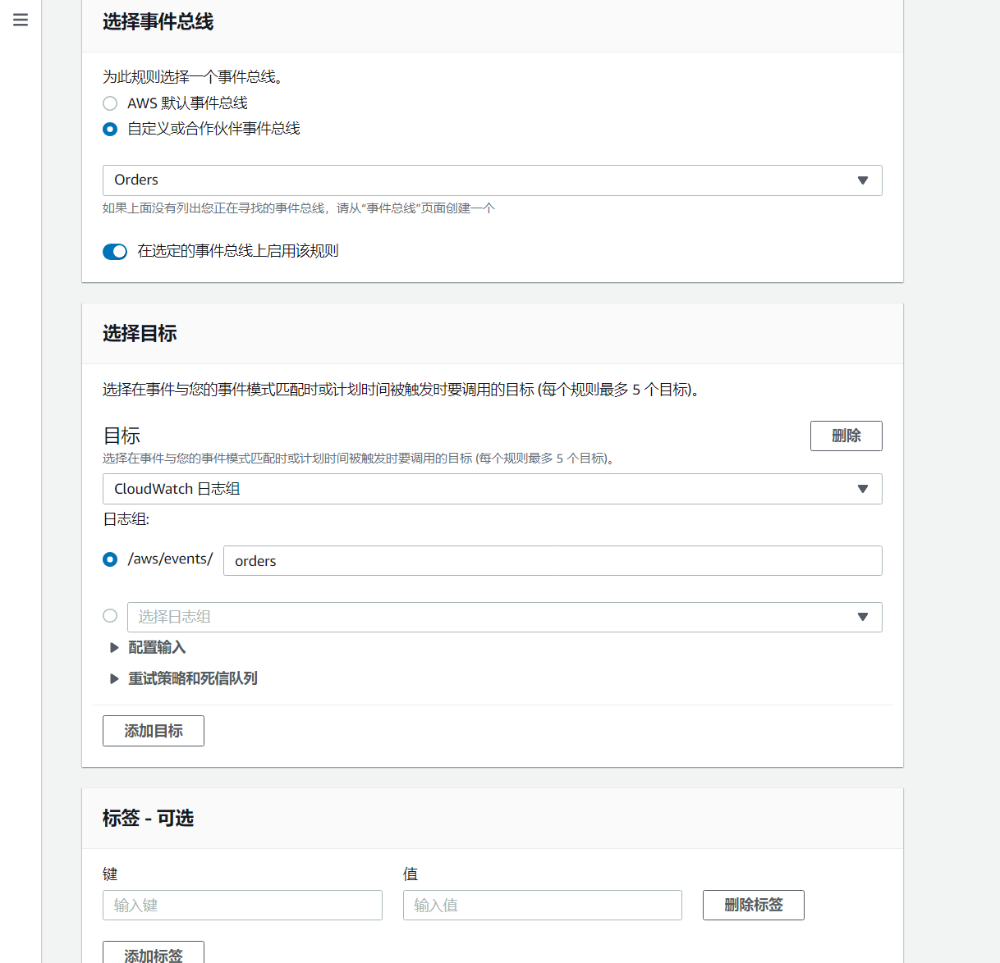 选择事件总线
为此规则选择一个事件总线。
AWS 默认事件总线
自定义或合作伙伴事件总线
Orders
如果上面没有列出您正在寻找的事件总线，请从“事件总线”页面创建一个
在选定的事件总线上启用该规则
选择目标
选择在事件与您的事件模式匹配时或计划时间被触发时要调用的目标 (每个规则最多 5 个目标)。
目标
删除
选择在事件与您的事件模式匹配时或计划时间被触发时要调用的目标 (每个规则最多 5 个目标)。
CloudWatch 日志组
日志组:
/aws/events/ orders
选择日志组
配置输入
重试策略和死信队列
添加目标
标签 - 可选
键 值
输入键 输入值 删除标签
添加标签